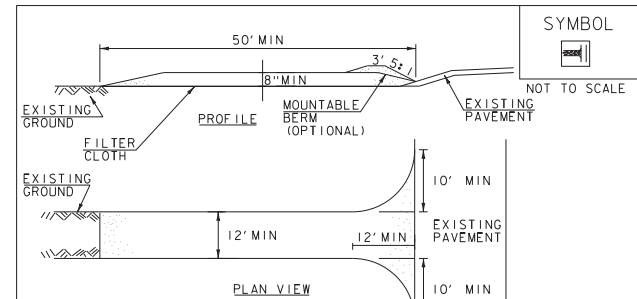 SYMBOL
NOT TO SCALE
50' MIN
3'
5:1
8" MIN
EXISTING
GROUND
FILTER
CLOTH
PROFILE
MOUNTABLE
BERM
(OPTIONAL)
EXISTING
PAVEMENT
EXISTING
GROUND
10' MIN
12' MIN
12' MIN
EXISTING
PAVEMENT
PLAN VIEW
10' MIN